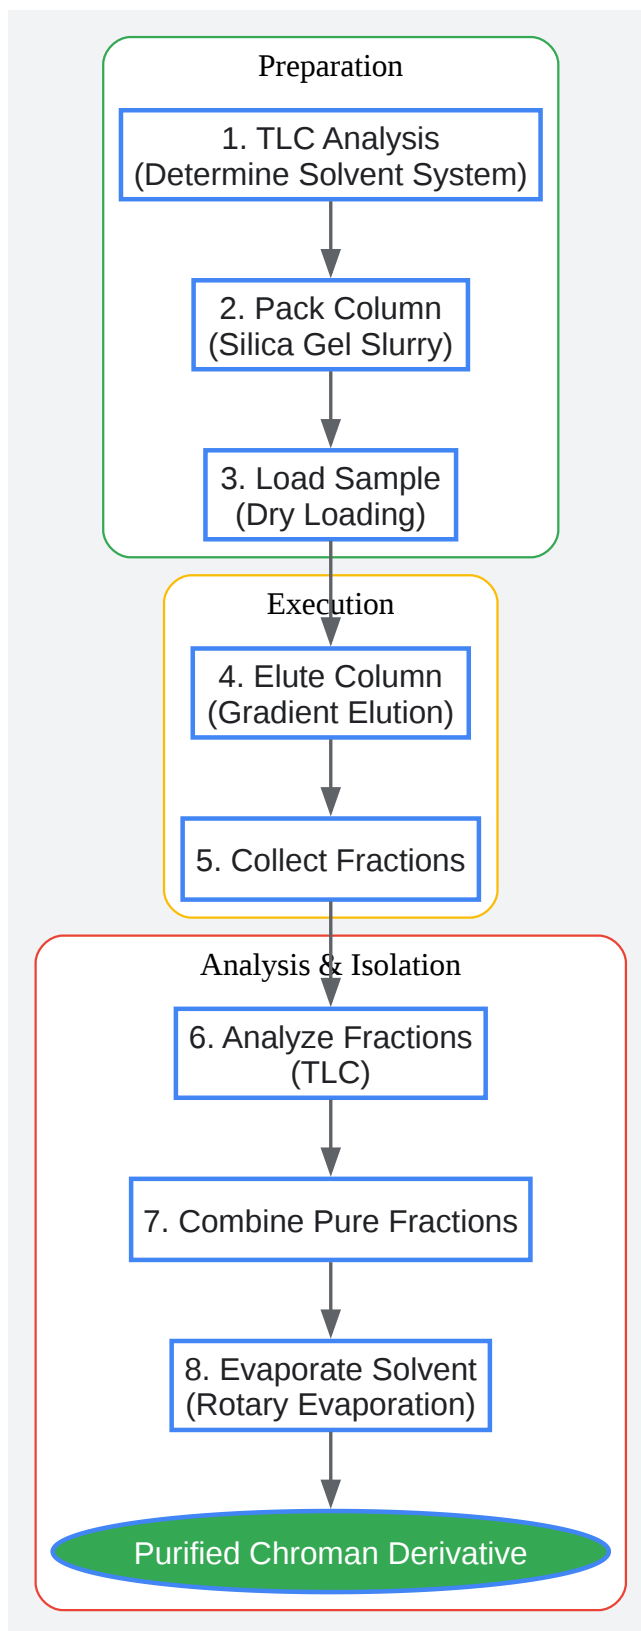 Preparation
1. TLC Analysis
(Determine Solvent System)
2. Pack Column
(Silica Gel Slurry)
3. Load Sample
(Dry Loading)
Execution
4. Elute Column
(Gradient Elution)
5. Collect Fractions
Analysis & Isolation
6. Analyze Fractions
(TLC)
7. Combine Pure Fractions
8. Evaporate Solvent
(Rotary Evaporation)
Purified Chroman Derivative